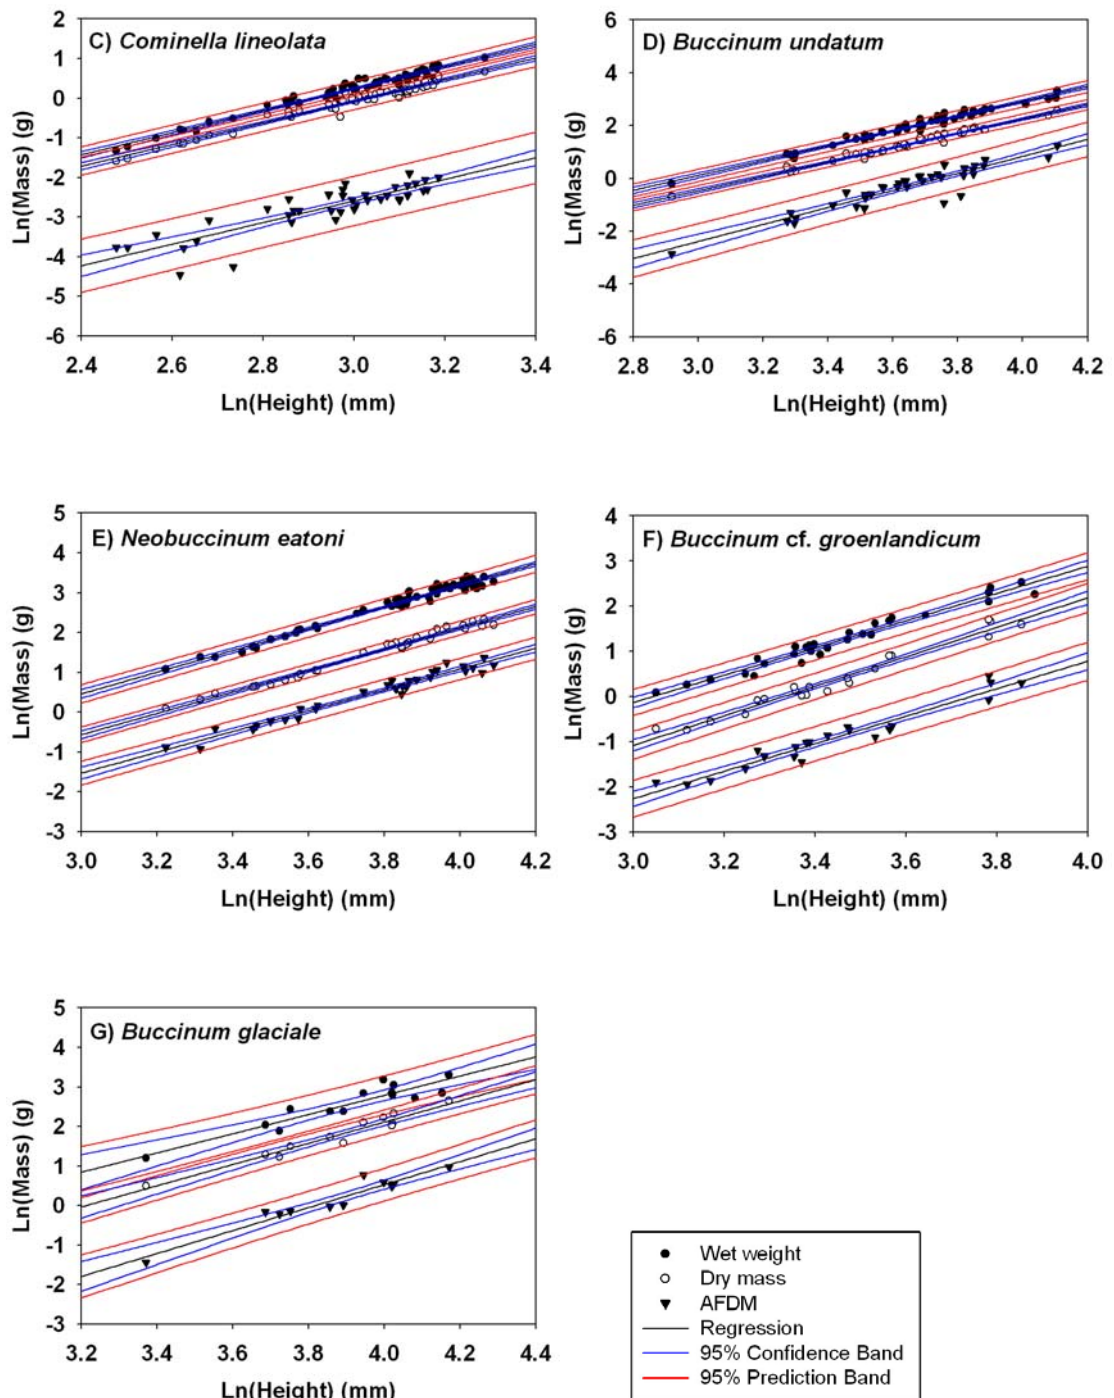 C) Cominella lineolata
Ln(Mass) (g)
2
1
0
-1
-2
-3
-4
-5
-6
2.4 2.6 2.8 3.0 3.2 3.4
Ln(Height) (mm)
D) Buccinum undatum
Ln(Mass) (g)
6
4
2
0
-2
-4
-6
2.8 3.0 3.2 3.4 3.6 3.8 4.0 4.2
Ln(Height) (mm)
E) Neobuccinum eatoni
Ln(Mass) (g)
5
4
3
2
1
0
-1
-2
-3
3.0 3.2 3.4 3.6 3.8 4.0 4.2
Ln(Height) (mm)
F) Buccinum cf. groenlandicum
Ln(Mass) (g)
4
3
2
1
0
-1
-2
-3
3.0 3.2 3.4 3.6 3.8 4.0
Ln(Height) (mm)
G) Buccinum glaciale
Ln(Mass) (g)
5
4
3
2
1
0
-1
-2
-3
3.2 3.4 3.6 3.8 4.0 4.2 4.4
Ln(Height) (mm)
Wet weight
Dry mass
AFDM
Regression
95% Confidence Band
95% Prediction Band